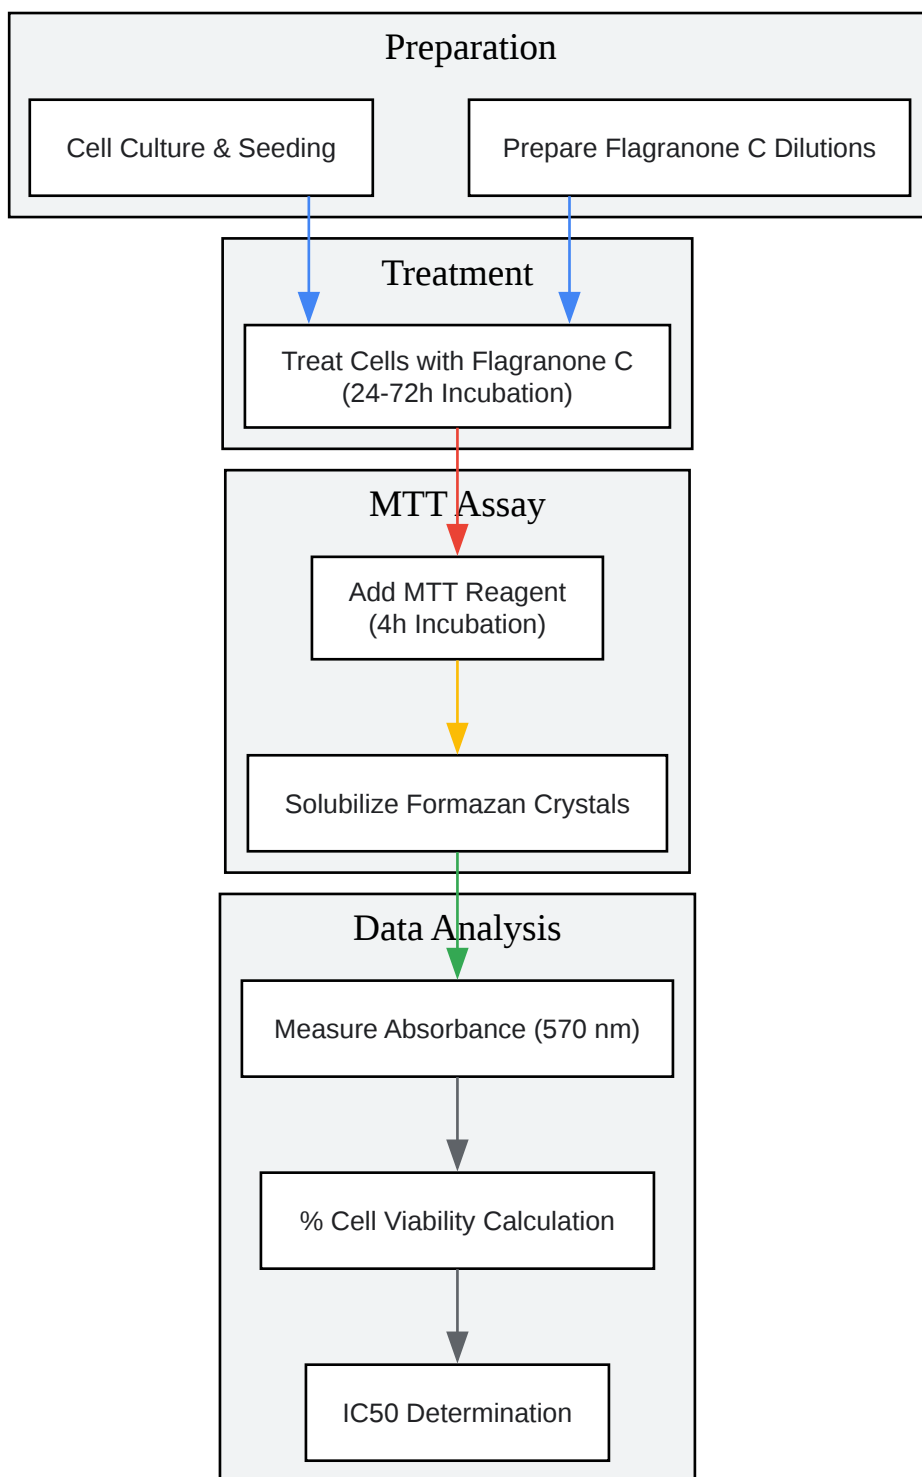 Preparation
Cell Culture & Seeding
Prepare Flagranone C Dilutions
Treatment
Treat Cells with Flagranone C
(24-72h Incubation)
MTT Assay
Add MTT Reagent
(4h Incubation)
Solubilize Formazan Crystals
Data Analysis
Measure Absorbance (570 nm)
% Cell Viability Calculation
IC50 Determination